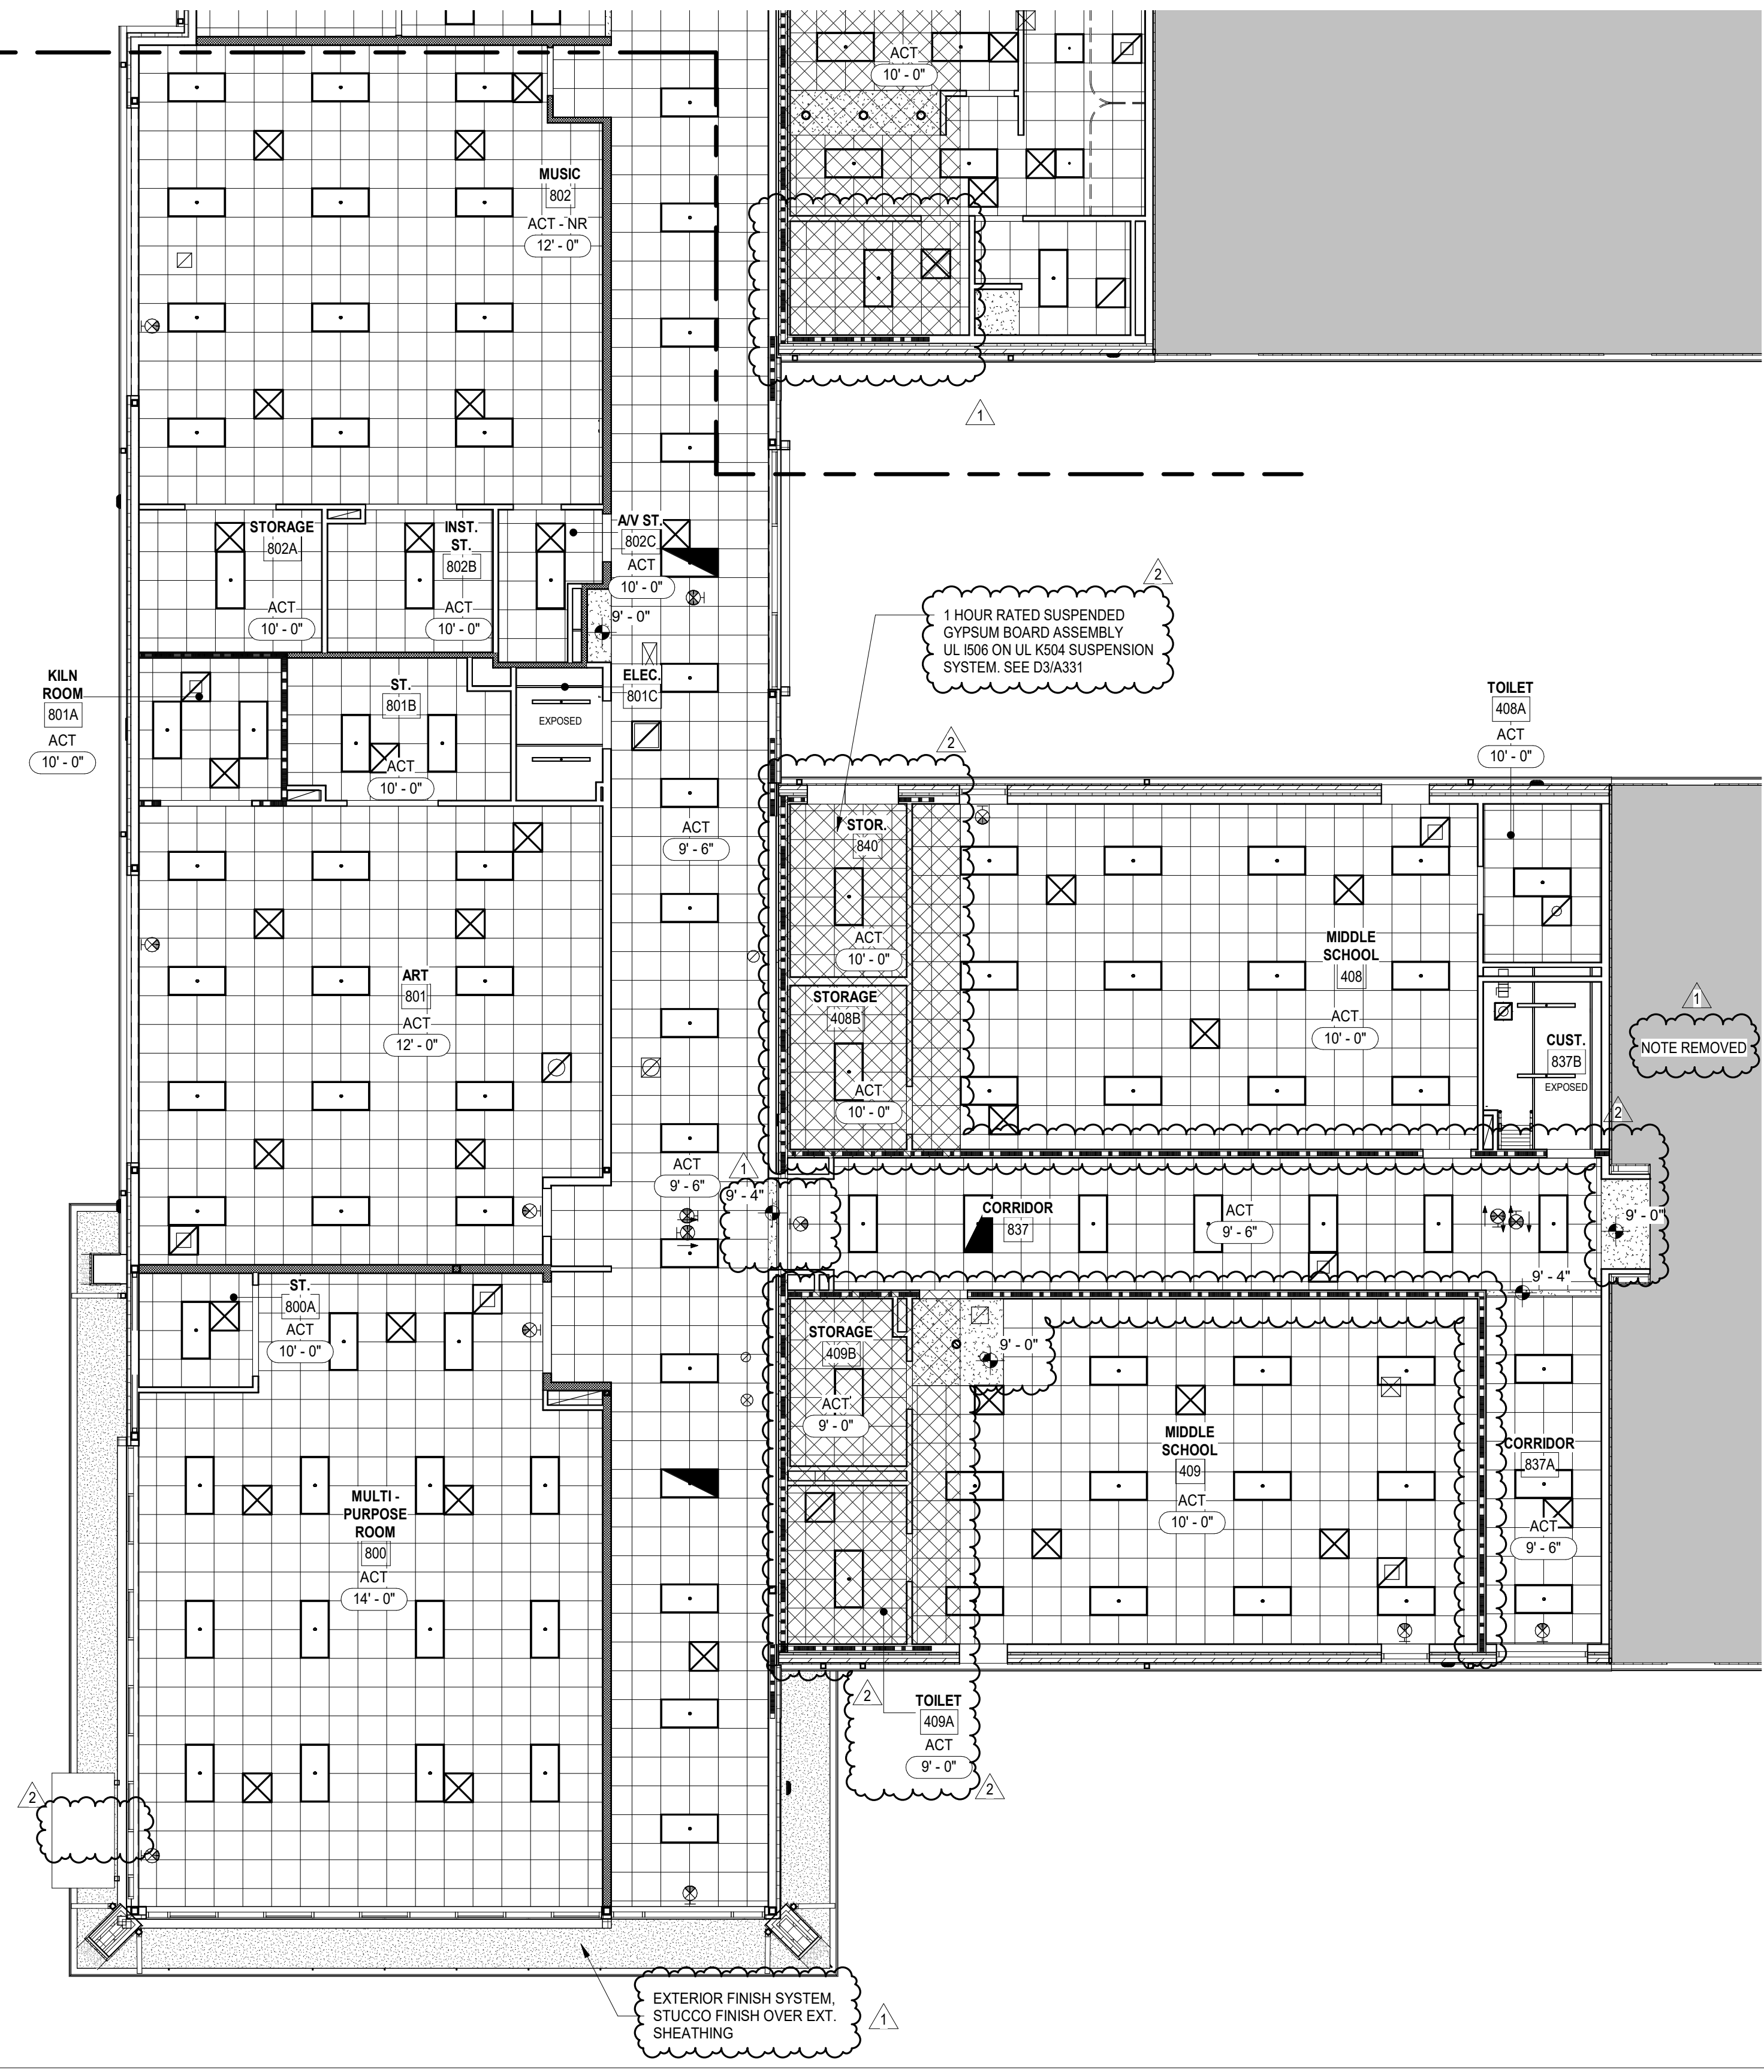 ACT
10' - 0"
MUSIC
802
ACT - NR
12' - 0"
1
STORAGE
802A
ACT
10' - 0"
INST.
ST.
802B
ACT
10' - 0"
A/V ST.
802C
ACT
10' - 0"
9' - 0"
2
1 HOUR RATED SUSPENDED
GYPSUM BOARD ASSEMBLY
UL I506 ON UL K504 SUSPENSION
SYSTEM. SEE D3/A331
KILN
ROOM
801A
ACT
10' - 0"
ST.
801B
ACT
10' - 0"
ELEC.
801C
EXPOSED
TOILET
408A
ACT
10' - 0"
2
ACT
9' - 6"
STOR.
840
ACT
10' - 0"
STORAGE
408B
ACT
10' - 0"
MIDDLE
SCHOOL
408
ACT
10' - 0"
CUST.
837B
EXPOSED
1
NOTE REMOVED
2
ART
801
ACT
12' - 0"
ACT
9' - 6"
1
9' - 4"
CORRIDOR
837
ACT
9' - 6"
9' - 0"
9' - 4"
ST.
800A
ACT
10' - 0"
STORAGE
409B
ACT
9' - 0"
9' - 0"
MIDDLE
SCHOOL
409
ACT
10' - 0"
CORRIDOR
837A
ACT
9' - 6"
MULTI -
PURPOSE
ROOM
800
ACT
14' - 0"
2
TOILET
409A
ACT
9' - 0"
2
2
EXTERIOR FINISH SYSTEM,
STUCCO FINISH OVER EXT.
SHEATHING
1